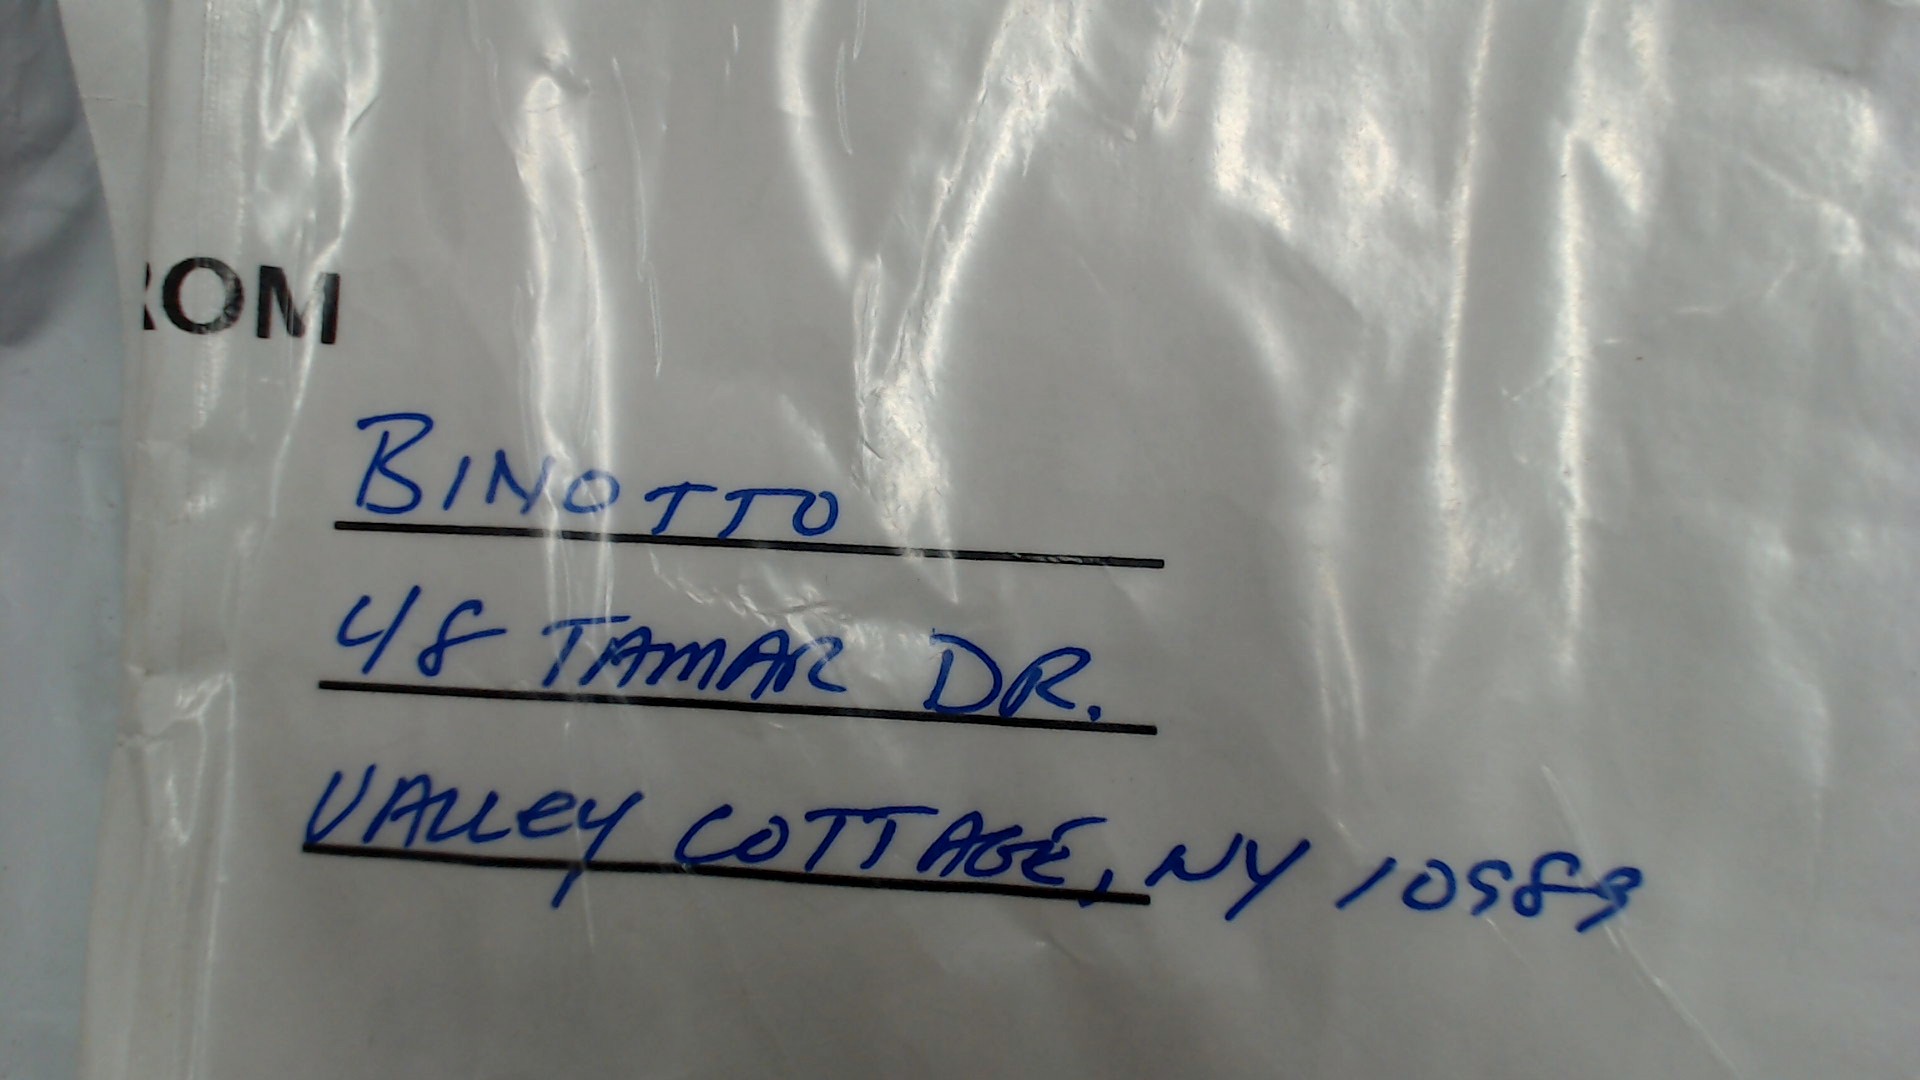 ROM
BINOTTO
48 TAMAR DR.
VALLEY COTTAGE, NY 10989